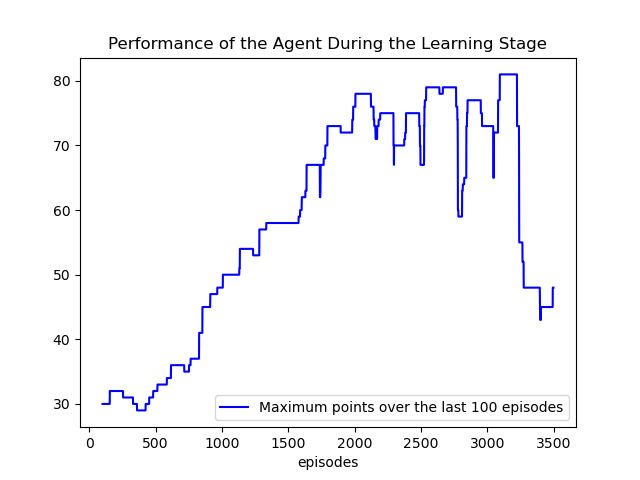 Performance of the Agent During the Learning Stage
80
70
60
50
40
30
Maximum points over the last 100 episodes
0 500 1000 1500 2000 2500 3000 3500
episodes